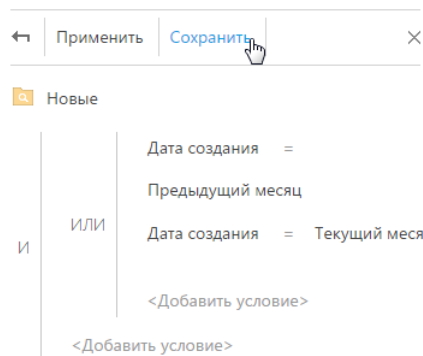 Применить Сохранить
Новые
Дата создания =
Предыдущий месяц
ИЛИ
Дата создания = Текущий меся
И
<Добавить условие>
<Добавить условие>